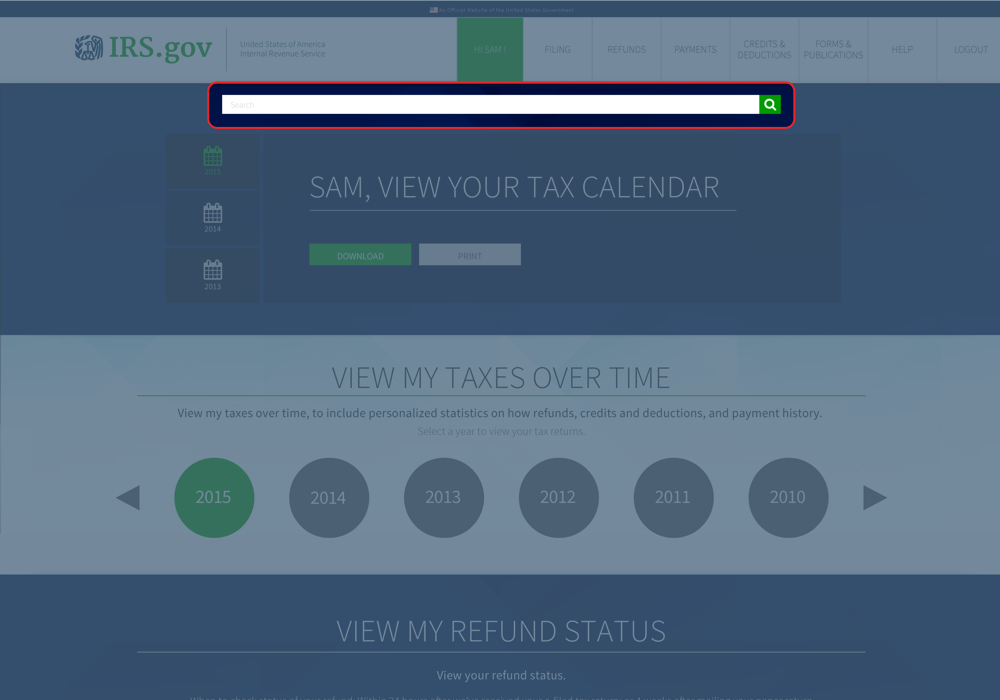 An Official Website of the United States Government
IRS.gov
United States of America
Internal Revenue Service
HI SAM !
FILING
REFUNDS
PAYMENTS
CREDITS &
DEDUCTIONS
FORMS &
PUBLICATIONS
HELP
LOGOUT
Search
2015
2014
2013
SAM, VIEW YOUR TAX CALENDAR
DOWNLOAD
PRINT
VIEW MY TAXES OVER TIME
View my taxes over time, to include personalized statistics on how refunds, credits and deductions, and payment history.
Select a year to view your tax returns.
2015
2014
2013
2012
2011
2010
VIEW MY REFUND STATUS
View your refund status.